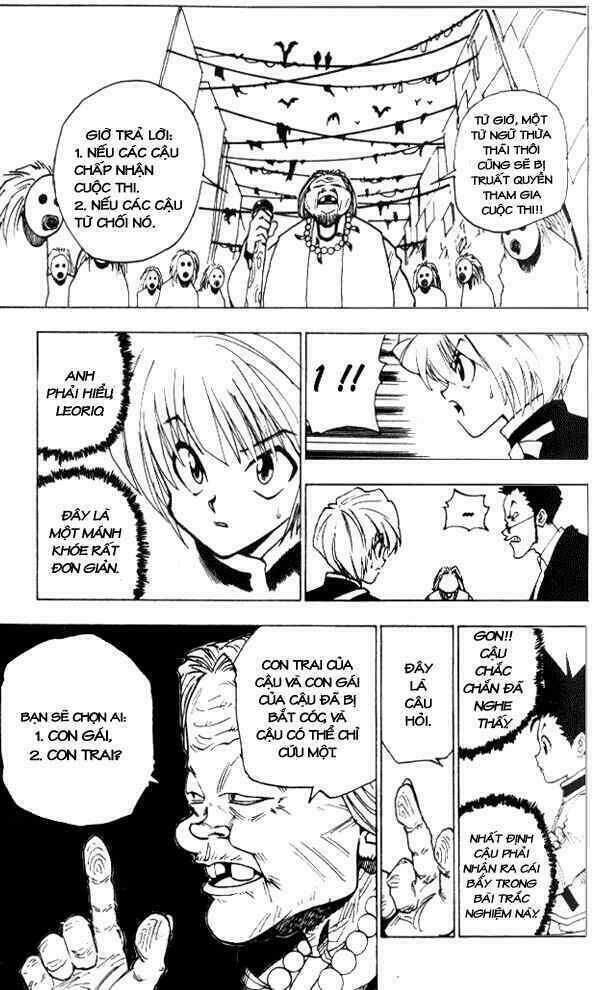 TỪ GIỜ, MỘT
TỪ NGỮ THỪA
THÃI THÔI
CŨNG SẼ BỊ
TRUẤT QUYỀN
THAM GIA
CUỘC THI!!
GIỜ TRẢ LỜI:
1. NẾU CÁC CẬU
CHẤP NHẬN
CUỘC THI.
2. NẾU CÁC CẬU
TỪ CHỐI NÓ.
1 !!
ANH
PHẢI HIỂU,
LEORIO,
ĐÂY LÀ
MỘT MÁNH
KHÓE RẤT
ĐƠN GIẢN.
GON!!
CẬU
CHẮC
CHẮN ĐÃ
NGHE
THẤY.
NHẤT ĐỊNH
CẬU PHẢI
NHẬN RA CÁI
BẪY TRONG
BÀI TRẮC
NGHIỆM NÀY.
ĐÂY
LÀ
CÂU
HỎI.
CON TRAI CỦA
CẬU VÀ CON GÁI
CỦA CẬU ĐÃ BỊ
BẮT CÓC, VÀ
CẬU CÓ THỂ CHỈ
CỨU MỘT.
BẠN SẼ CHỌN AI:
1. CON GÁI,
2. CON TRAI?